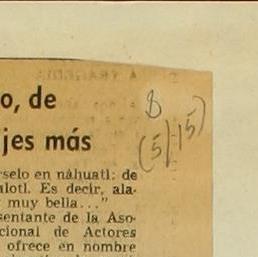 o, de
jes más
8
(5/15)
rselo en náhuatl: de
alotl. Es decir, ala-
muy bella..."
sentante de la Aso-
cional de Actores
ofrece en nombre